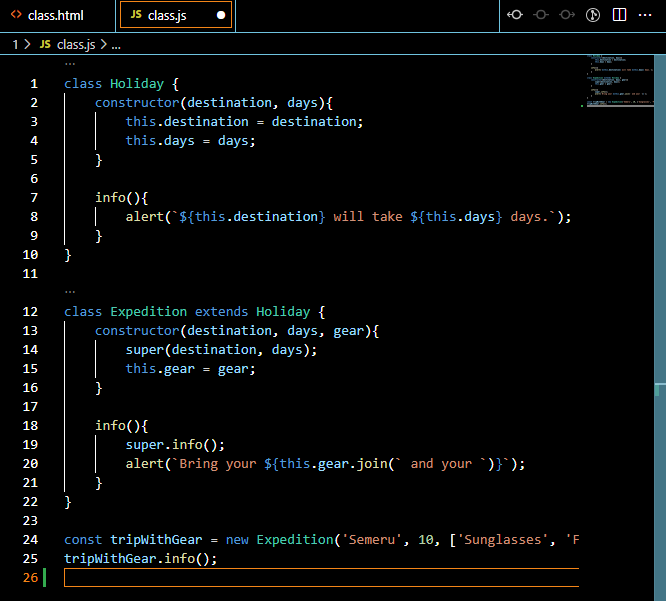 <> class.html
JS class.js
1 > JS class.js > ...
...
1 class Holiday {
2 constructor(destination, days){
3 this.destination = destination;
4 this.days = days;
5 }
6
7 info(){
8 alert(`${this.destination} will take ${this.days} days.`);
9 }
10 }
11
...
12 class Expedition extends Holiday {
13 constructor(destination, days, gear){
14 super(destination, days);
15 this.gear = gear;
16 }
17
18 info(){
19 super.info();
20 alert(`Bring your ${this.gear.join(` and your `)}`);
21 }
22 }
23
24 const tripWithGear = new Expedition('Semeru', 10, ['Sunglasses', 'F
25 tripWithGear.info();
26